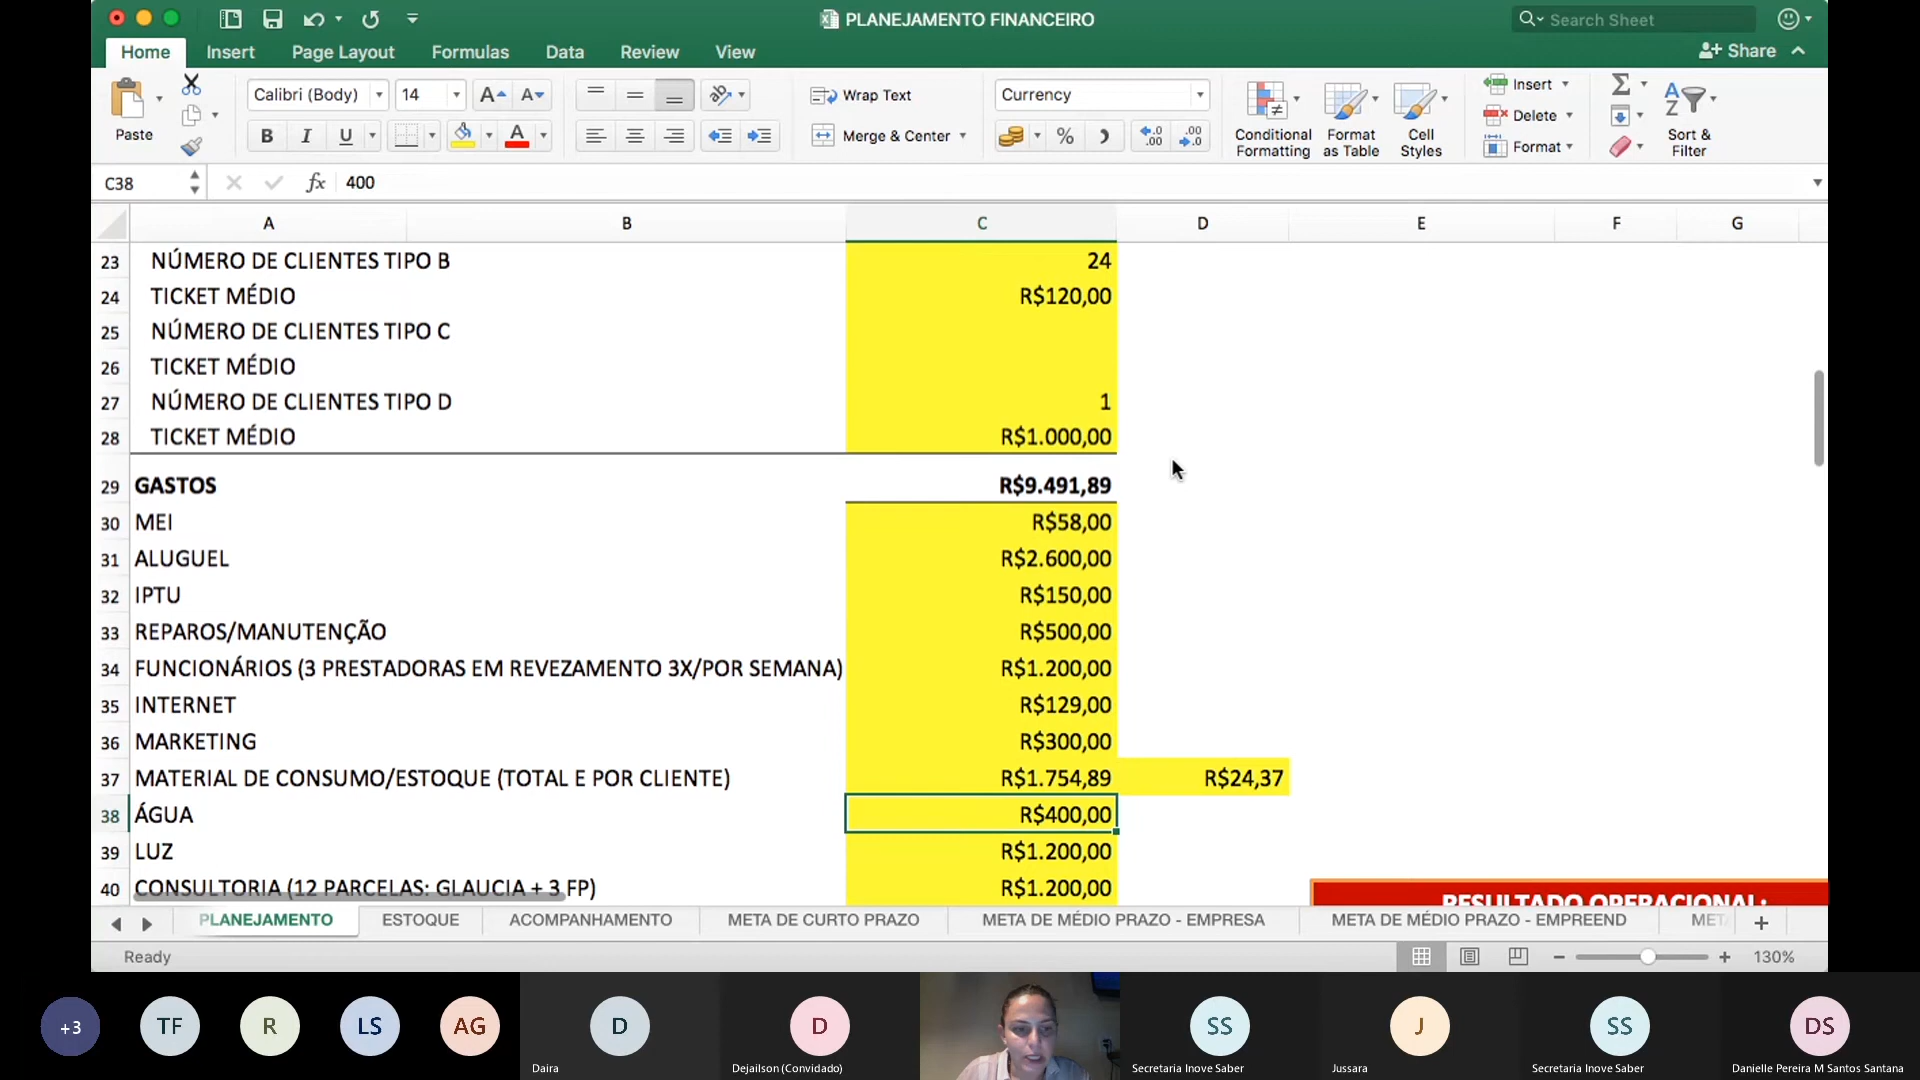 PLANEJAMENTO FINANCEIRO
Search Sheet
Home Insert Page Layout Formulas Data Review View
Share
Paste
Calibri (Body) 14
Wrap Text
Merge & Center
Currency
Conditional Formatting
Format as Table
Cell Styles
Insert
Delete
Format
Sort & Filter
C38 fx 400
A B C D E F G
23 NÚMERO DE CLIENTES TIPO B 24
24 TICKET MÉDIO R$120,00
25 NÚMERO DE CLIENTES TIPO C
26 TICKET MÉDIO
27 NÚMERO DE CLIENTES TIPO D 1
28 TICKET MÉDIO R$1.000,00
29 GASTOS R$9.491,89
30 MEI R$58,00
31 ALUGUEL R$2.600,00
32 IPTU R$150,00
33 REPAROS/MANUTENÇÃO R$500,00
34 FUNCIONÁRIOS (3 PRESTADORAS EM REVEZAMENTO 3X/POR SEMANA) R$1.200,00
35 INTERNET R$129,00
36 MARKETING R$300,00
37 MATERIAL DE CONSUMO/ESTOQUE (TOTAL E POR CLIENTE) R$1.754,89 R$24,37
38 ÁGUA R$400,00
39 LUZ R$1.200,00
40 CONSULTORIA (12 PARCELAS: GLAUCIA + 3 FP) R$1.200,00
RESULTADO OPERACIONAL:
PLANEJAMENTO ESTOQUE ACOMPANHAMENTO META DE CURTO PRAZO META DE MÉDIO PRAZO - EMPRESA META DE MÉDIO PRAZO - EMPREEND MET
Ready 130%
+3 TF R LS AG D D SS J SS DS
Daira Dejailson (Convidado) Secretaria Inove Saber Jussara Secretaria Inove Saber Danielle Pereira M Santos Santana